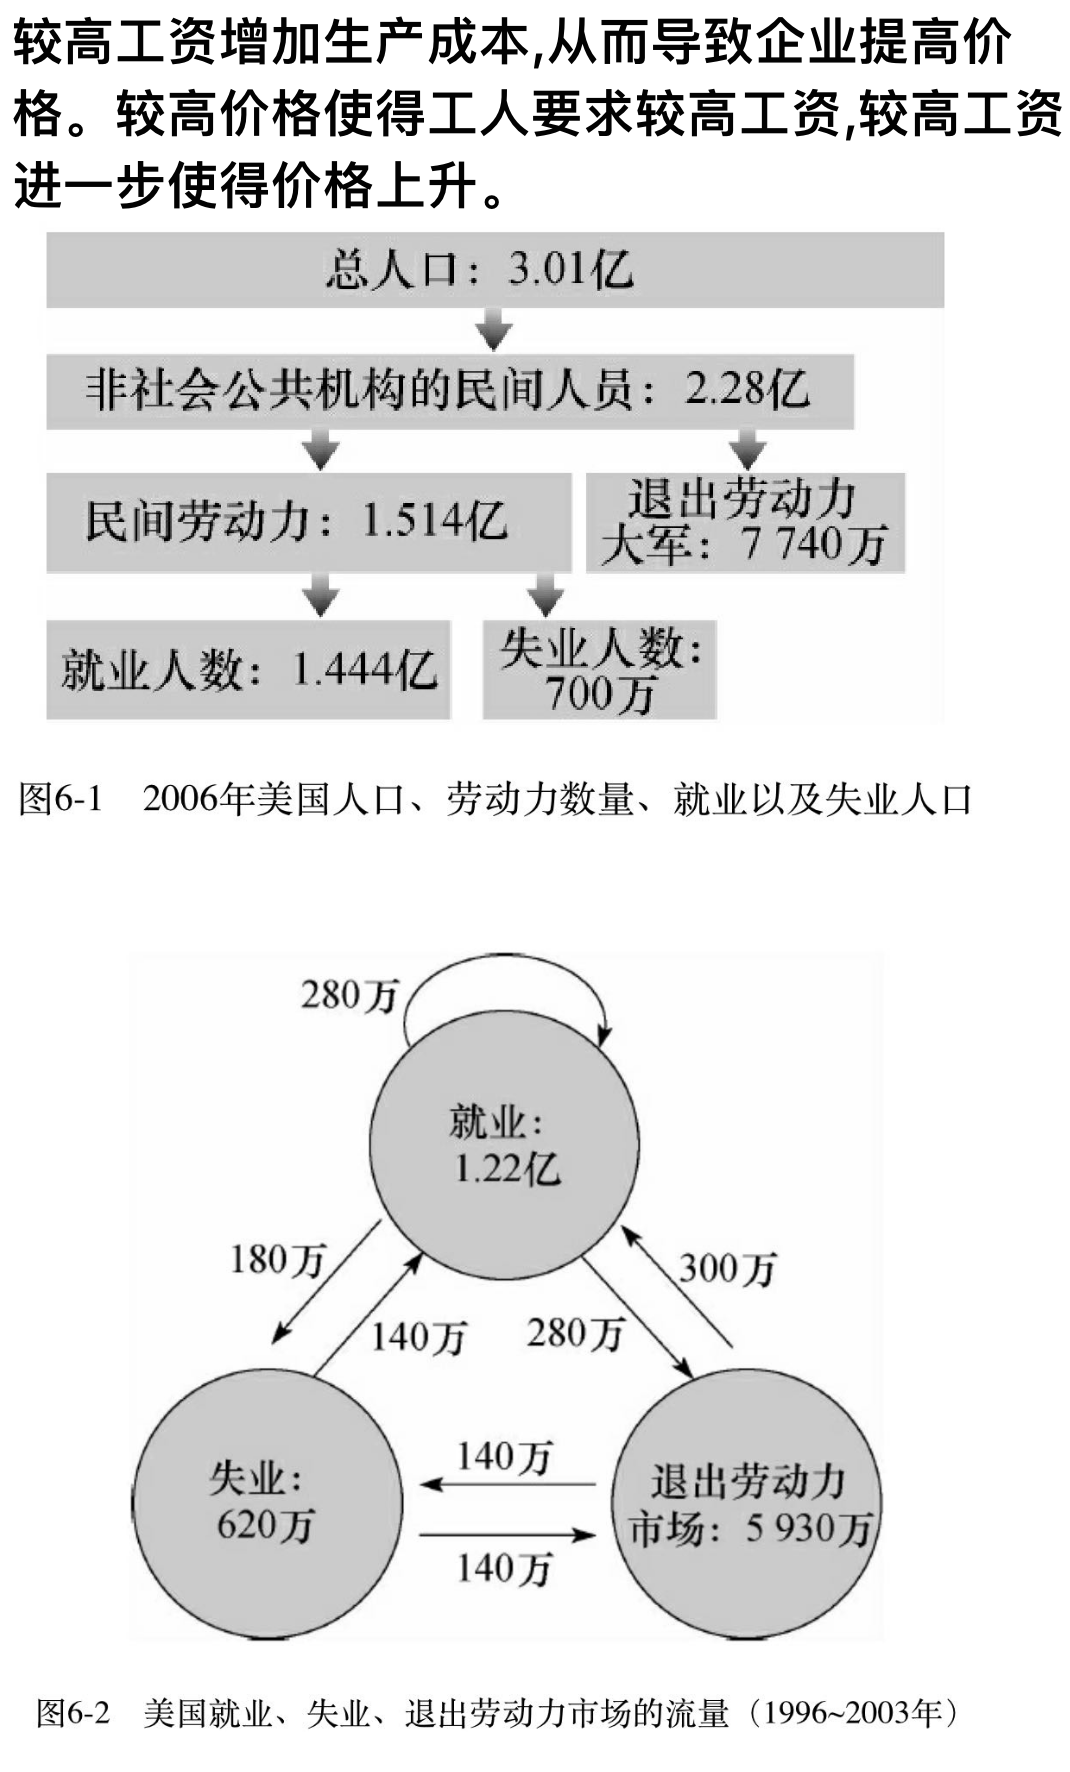 较高工资增加生产成本,从而导致企业提高价
格。较高价格使得工人要求较高工资,较高工资
进一步使得价格上升。
总人口：3.01亿
非社会公共机构的民间人员：2.28亿
民间劳动力：1.514亿
退出劳动力
大军：7 740万
就业人数：1.444亿
失业人数：
700万
图6-1 2006年美国人口、劳动力数量、就业以及失业人口
280万
就业：
1.22亿
180万
300万
140万
280万
140万
失业：
620万
退出劳动力
市场：5 930万
140万
图6-2 美国就业、失业、退出劳动力市场的流量（1996~2003年）